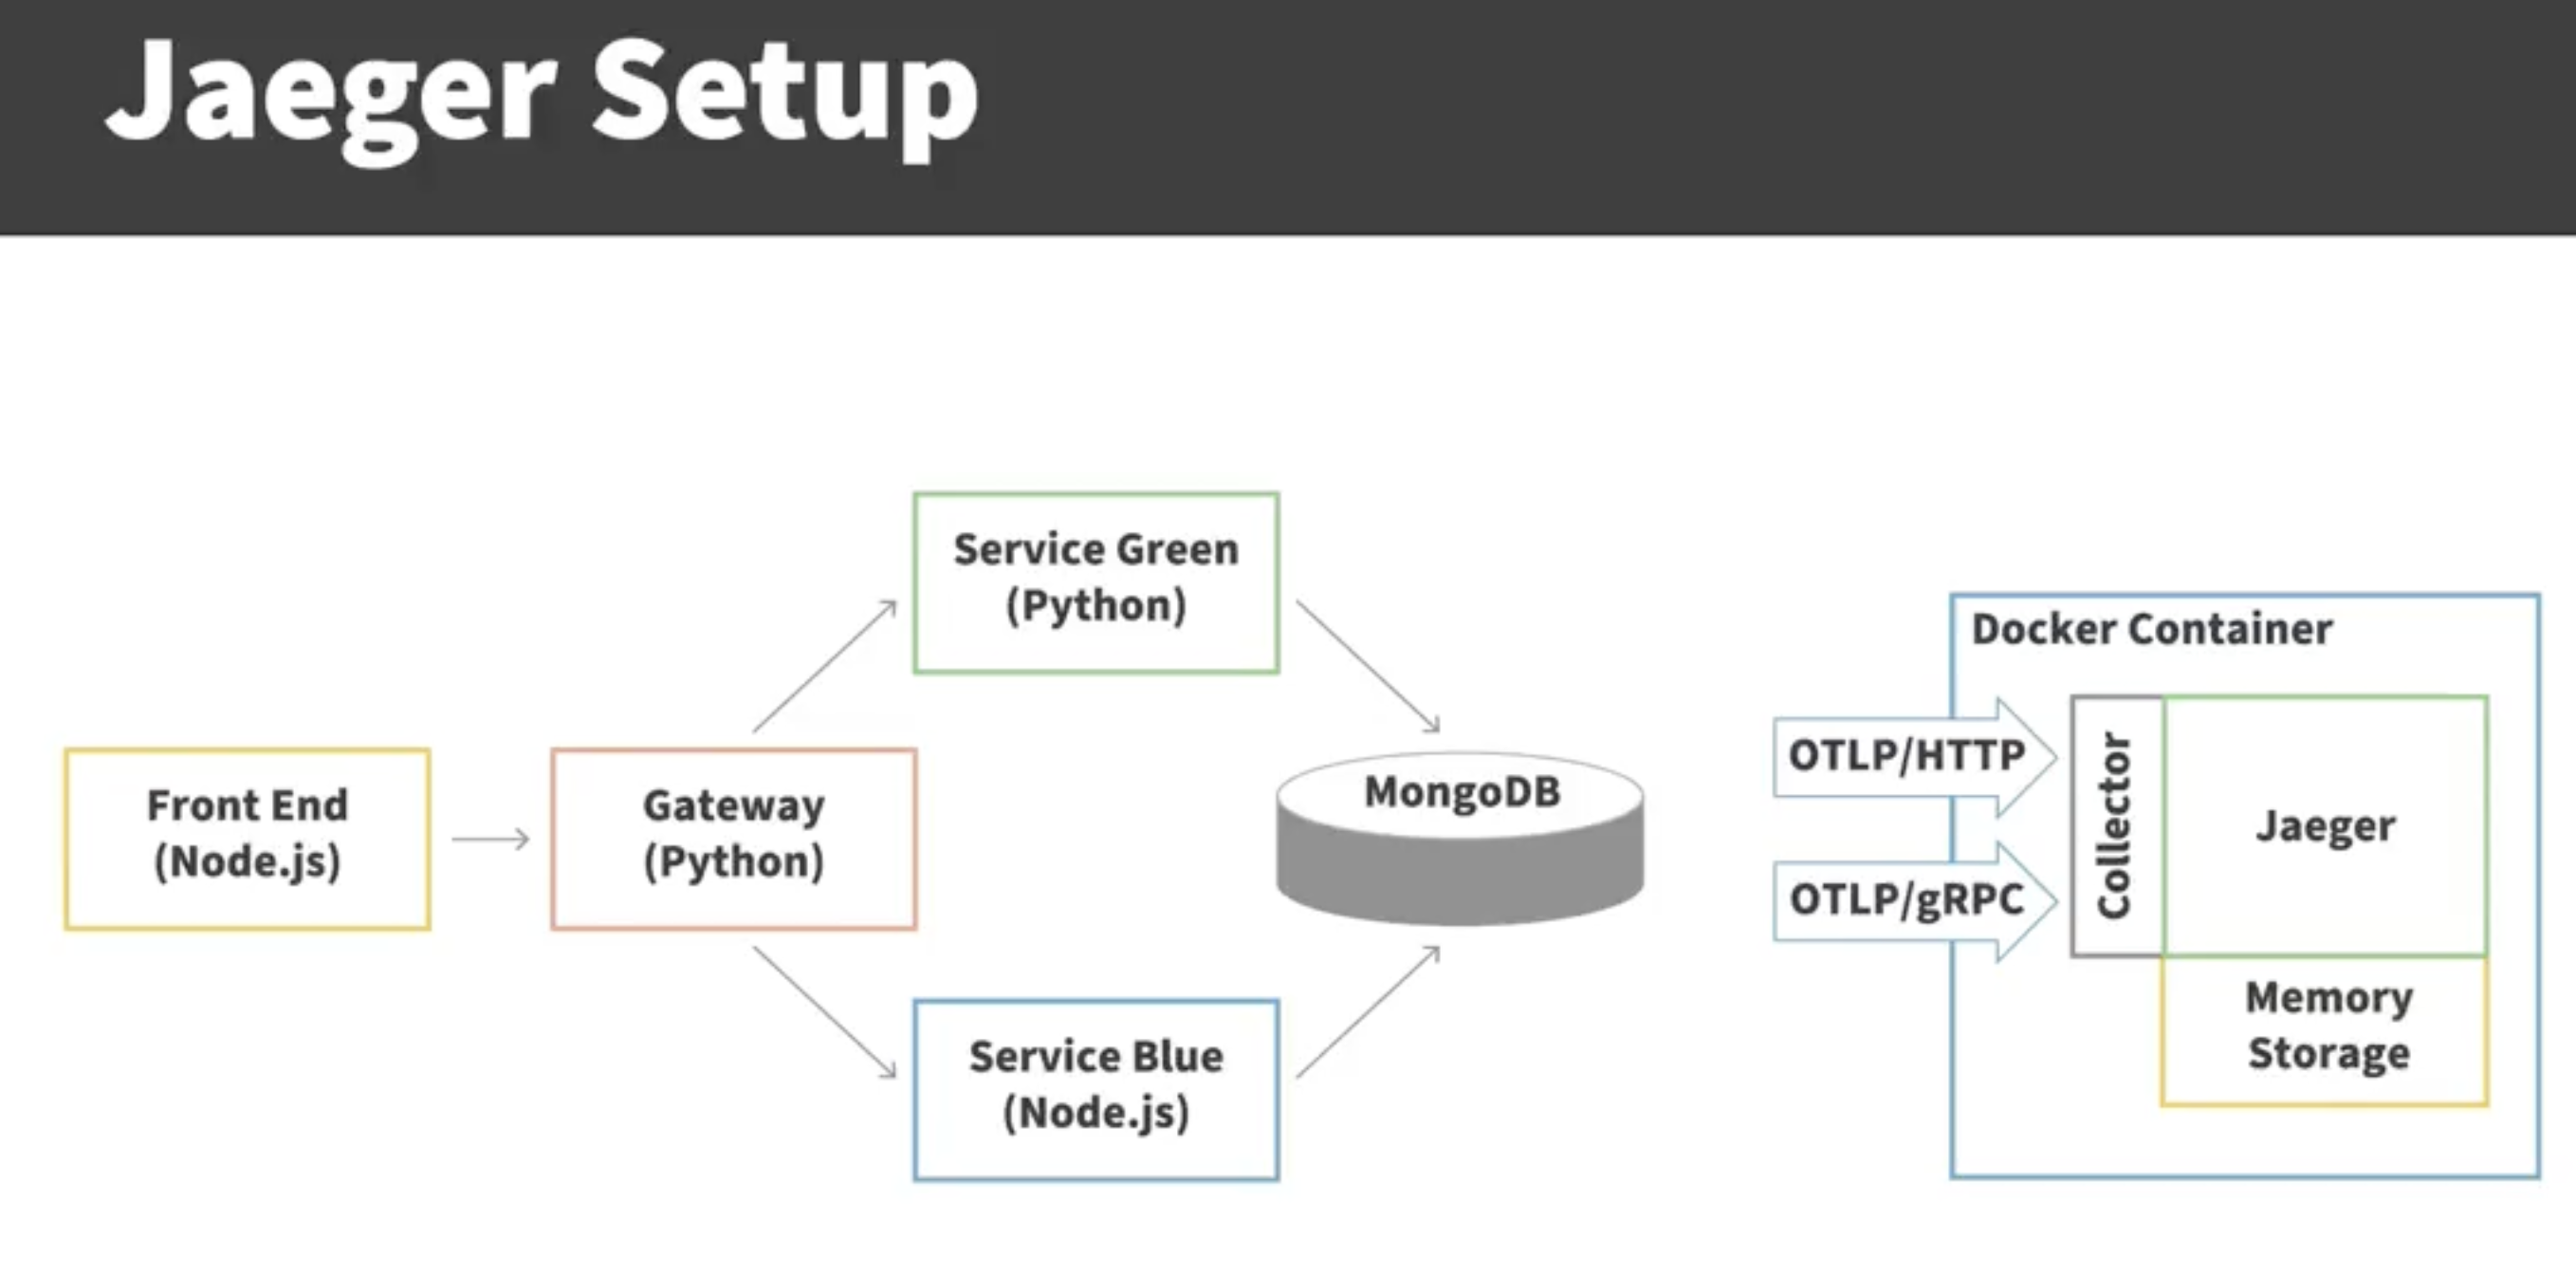 Jaeger Setup
Front End
(Node.js)
Gateway
(Python)
Service Green
(Python)
Service Blue
(Node.js)
MongoDB
Docker Container
OTLP/HTTP
OTLP/gRPC
Collector
Jaeger
Memory
Storage